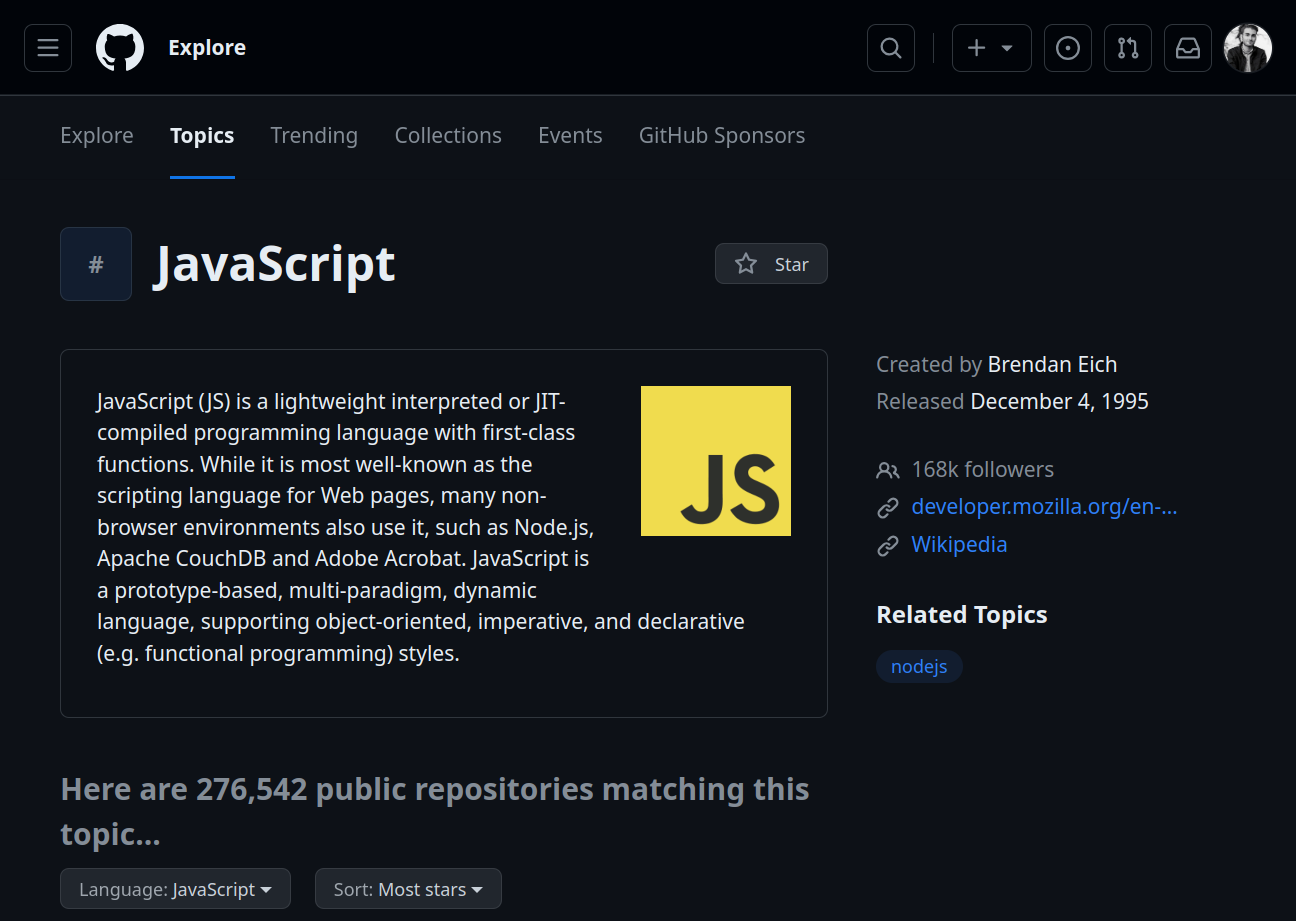 Explore
Explore Topics Trending Collections Events GitHub Sponsors
# JavaScript
Star
JavaScript (JS) is a lightweight interpreted or JIT-
compiled programming language with first-class
functions. While it is most well-known as the
scripting language for Web pages, many non-
browser environments also use it, such as Node.js,
Apache CouchDB and Adobe Acrobat. JavaScript is
a prototype-based, multi-paradigm, dynamic
language, supporting object-oriented, imperative, and declarative
(e.g. functional programming) styles.
JS
Created by Brendan Eich
Released December 4, 1995
168k followers
developer.mozilla.org/en-...
Wikipedia
Related Topics
nodejs
Here are 276,542 public repositories matching this
topic...
Language: JavaScript
Sort: Most stars